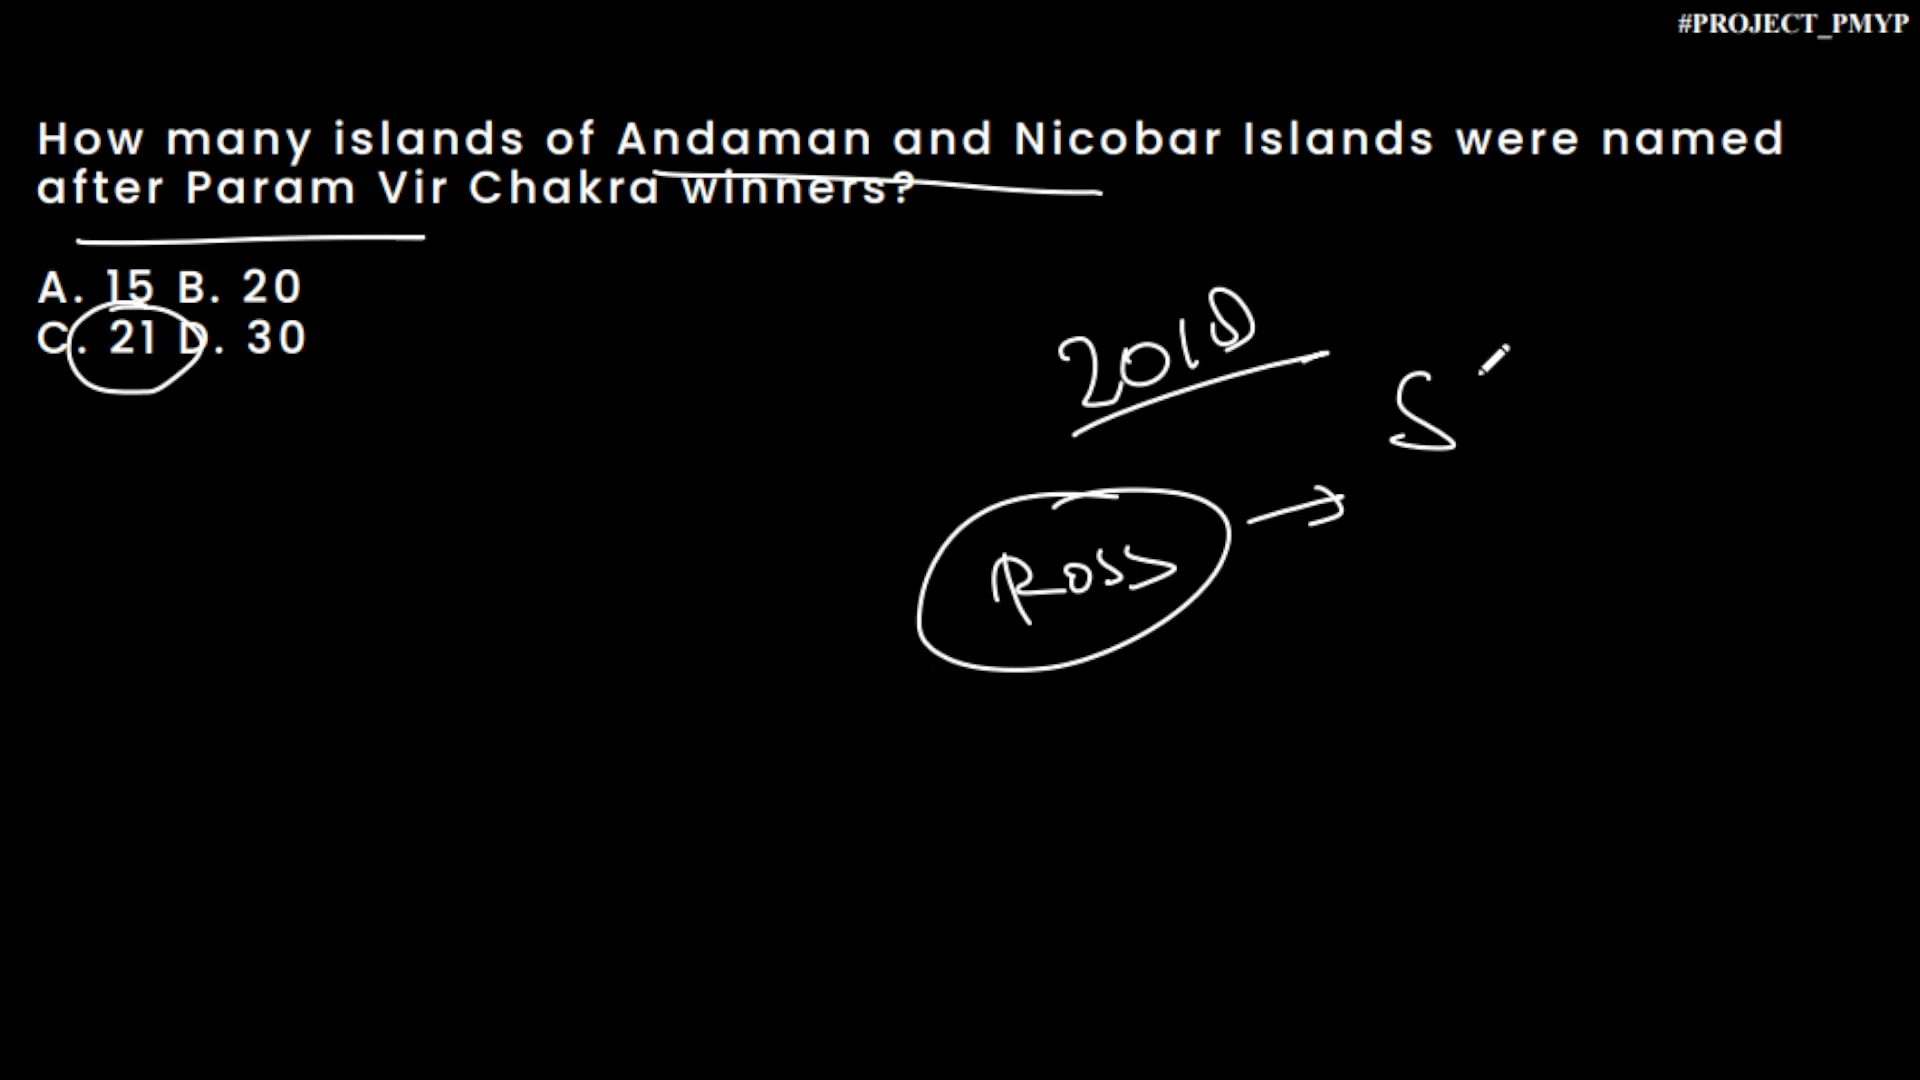 #PROJECT_PMYP
How many islands of Andaman and Nicobar Islands were named
after Param Vir Chakra winners?
A. 15 B. 20
C. 21 D. 30
2018
S
Ross